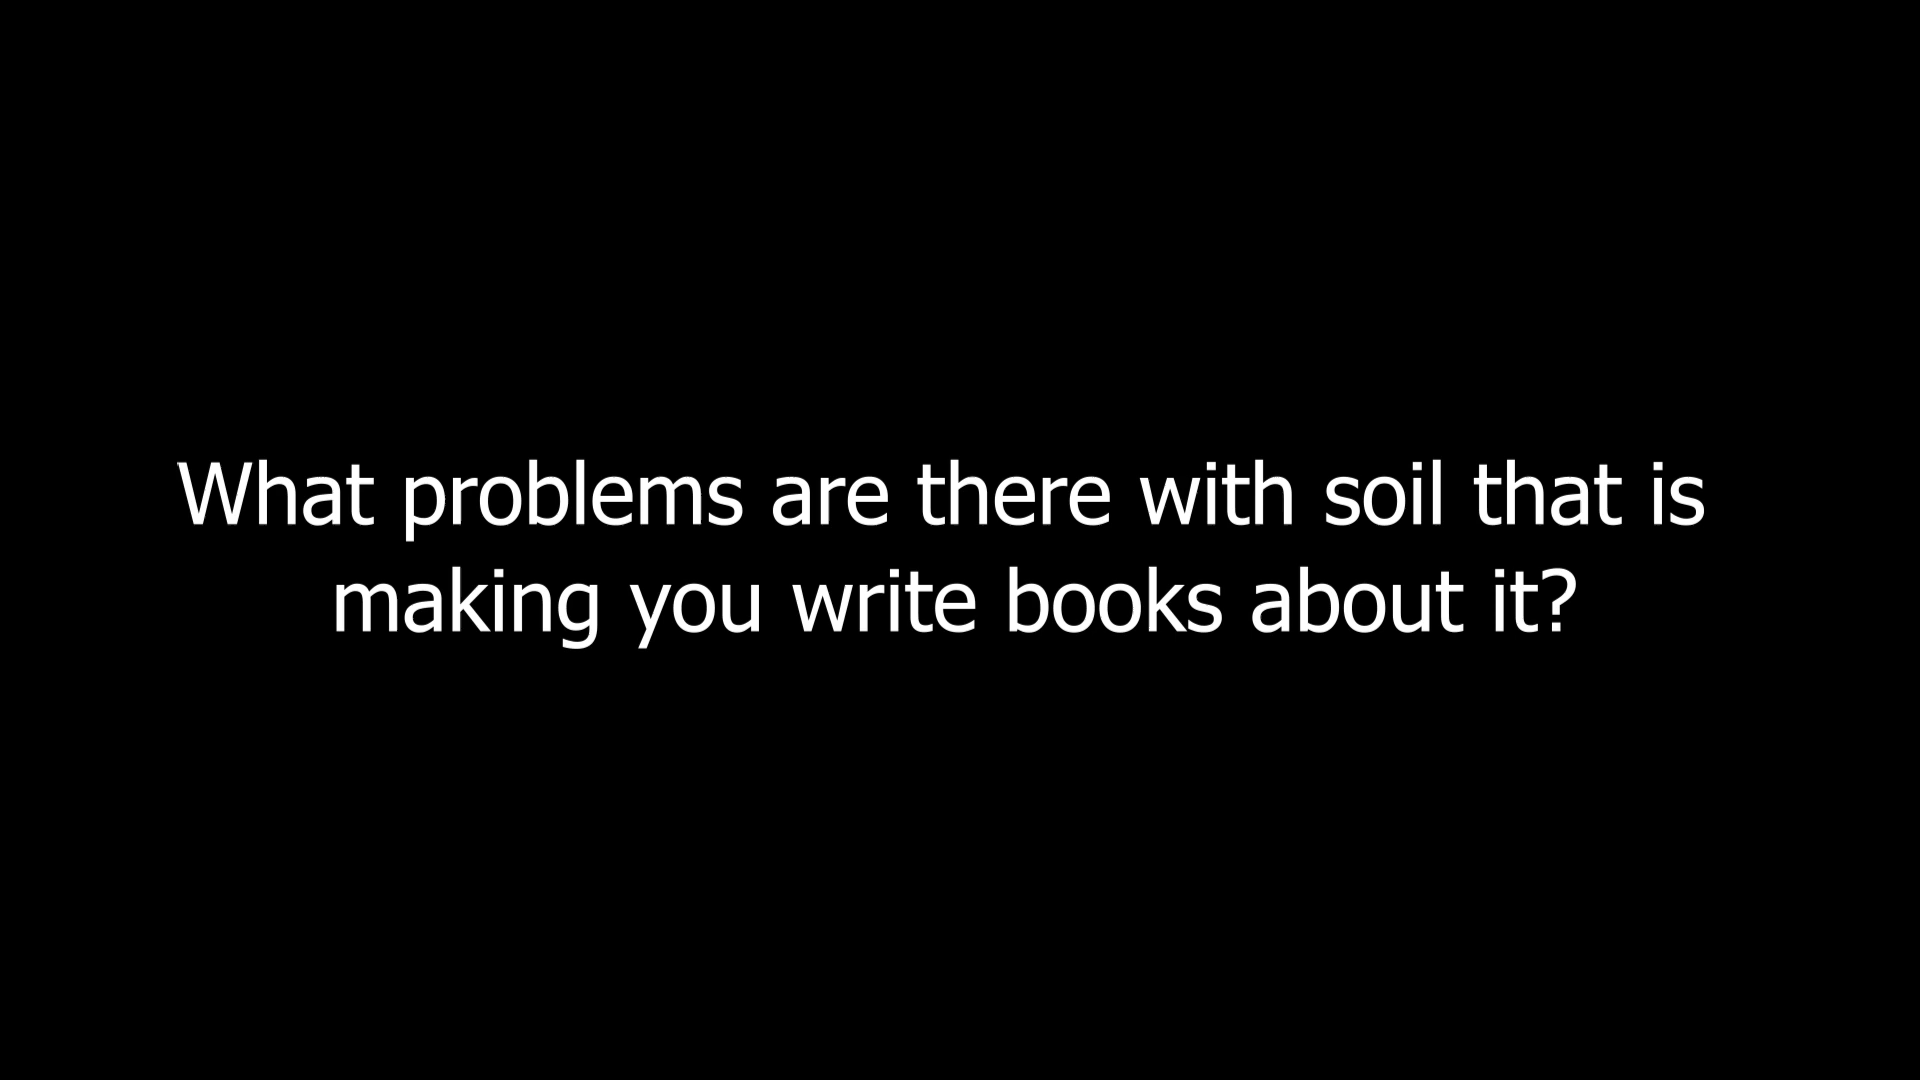 What problems are there with soil that is
making you write books about it?